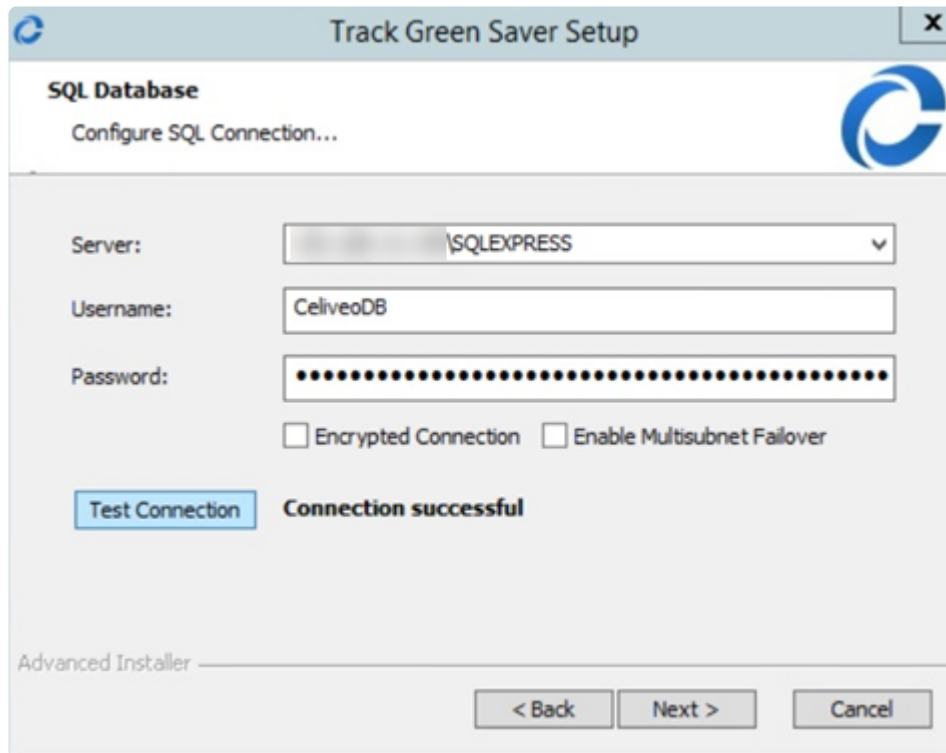 Track Green Saver Setup
X
SQL Database
Configure SQL Connection...
Server:
\SQLEXPRESS
Username:
CeliveoDB
Password:
Encrypted Connection
Enable Multisubnet Failover
Test Connection
Connection successful
Advanced Installer
< Back
Next >
Cancel